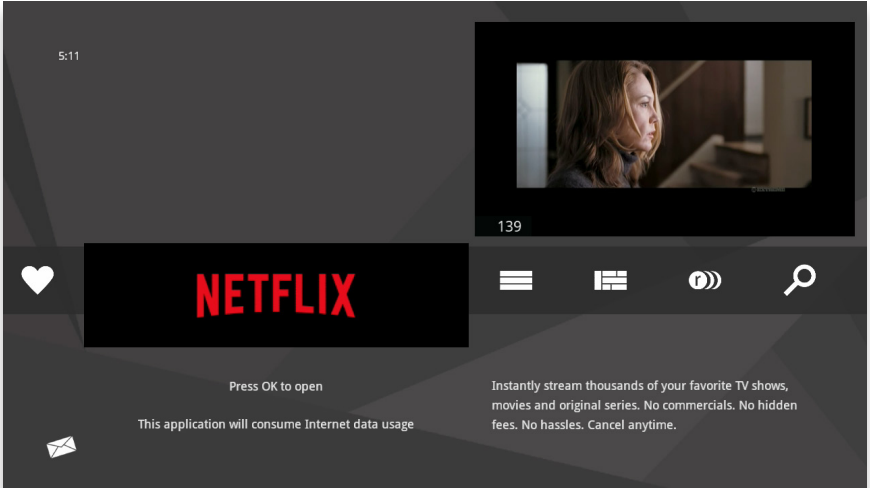 5:11
139
NETFLIX
r
Press OK to open
This application will consume Internet data usage
Instantly stream thousands of your favorite TV shows,
movies and original series. No commercials. No hidden
fees. No hassles. Cancel anytime.